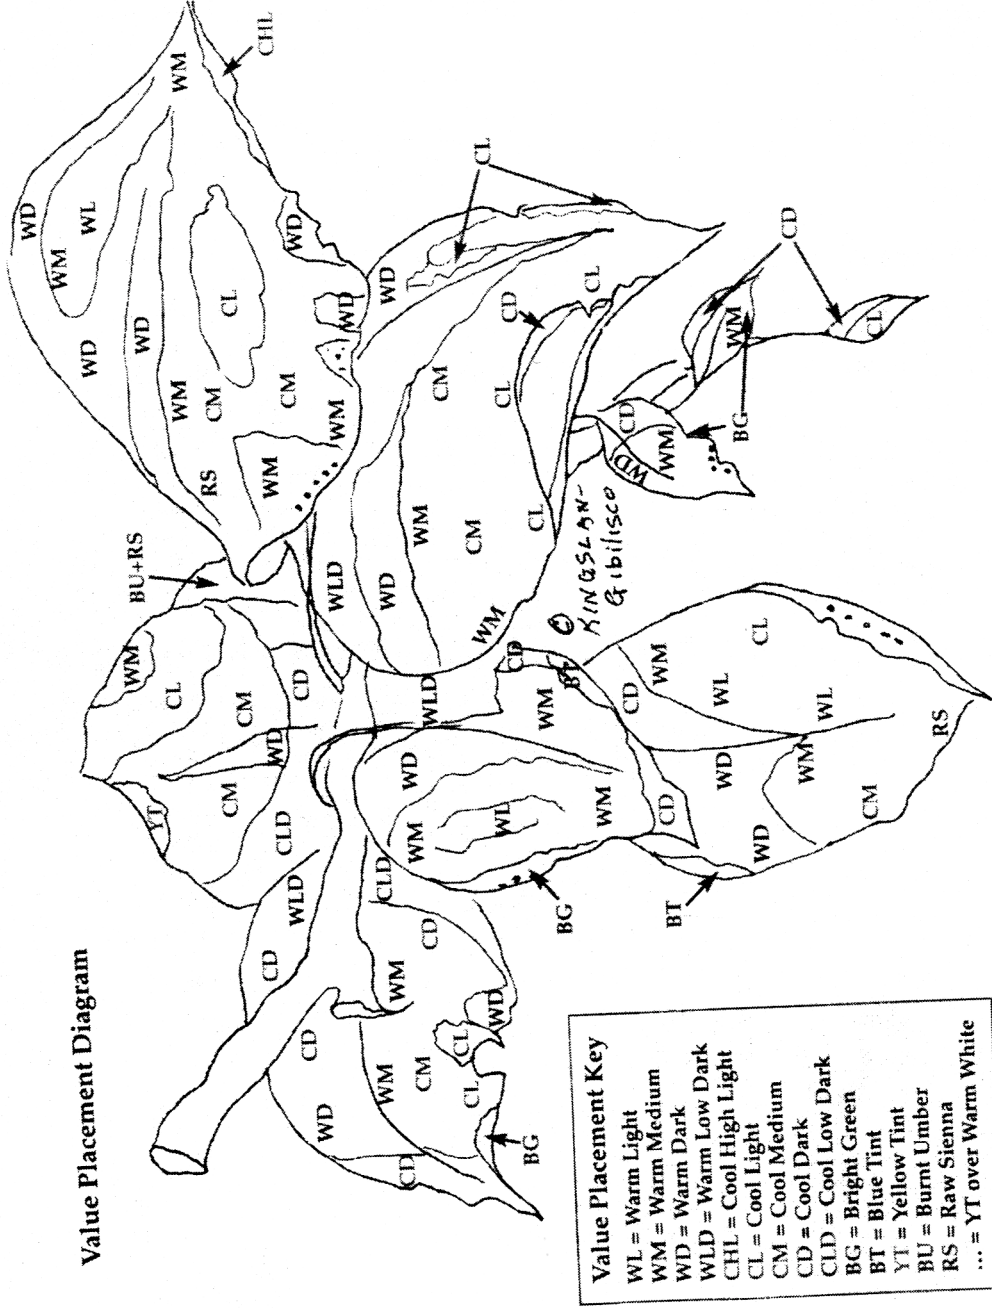 Value Placement Diagram
WD
WM
WL
WD
WD
WM
WM
RS
CM
CL
CHL
WM
CM
WD
WM
WD
BU+RS
WM
YT
CL
CM
CM
WD
CD
CLD
WLD
CD
WLD
WD
WM
CM
CM
WD
CL
CL
CL
CD
CL
WM
© KINGSLAN-
Gibilisco
CD
WD
WM
BG
WM
CD
CL
WLD
CD
BT
WM
WD
WM
WL
WM
CD
BG
BT
CD
WM
WL
CL
WL
WD
WM
WD
CM
RS
CLD
CD
WM
CD
WD
WM
CM
CL
WD
CL
CD
BG
Value Placement Key
WL = Warm Light
WM = Warm Medium
WD = Warm Dark
WLD = Warm Low Dark
CHL = Cool High Light
CL = Cool Light
CM = Cool Medium
CD = Cool Dark
CLD = Cool Low Dark
BG = Bright Green
BT = Blue Tint
YT = Yellow Tint
BU = Burnt Umber
RS = Raw Sienna
... = YT over Warm White